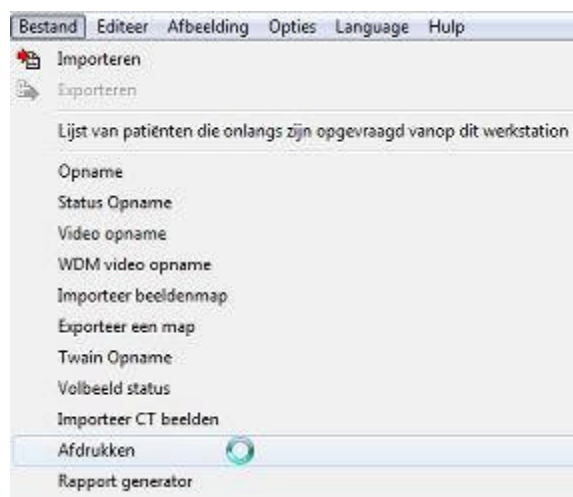 Bestand Editeer Afbeelding Opties Language Hulp
Importeren
Exporteren
Lijst van patiënten die onlangs zijn opgevraagd vanop dit werkstation
Opname
Status Opname
Video opname
WDM video opname
Importeer beeldenmap
Exporteer een map
Twain Opname
Volbeeld status
Importeer CT beelden
Afdrukken
Rapport generator